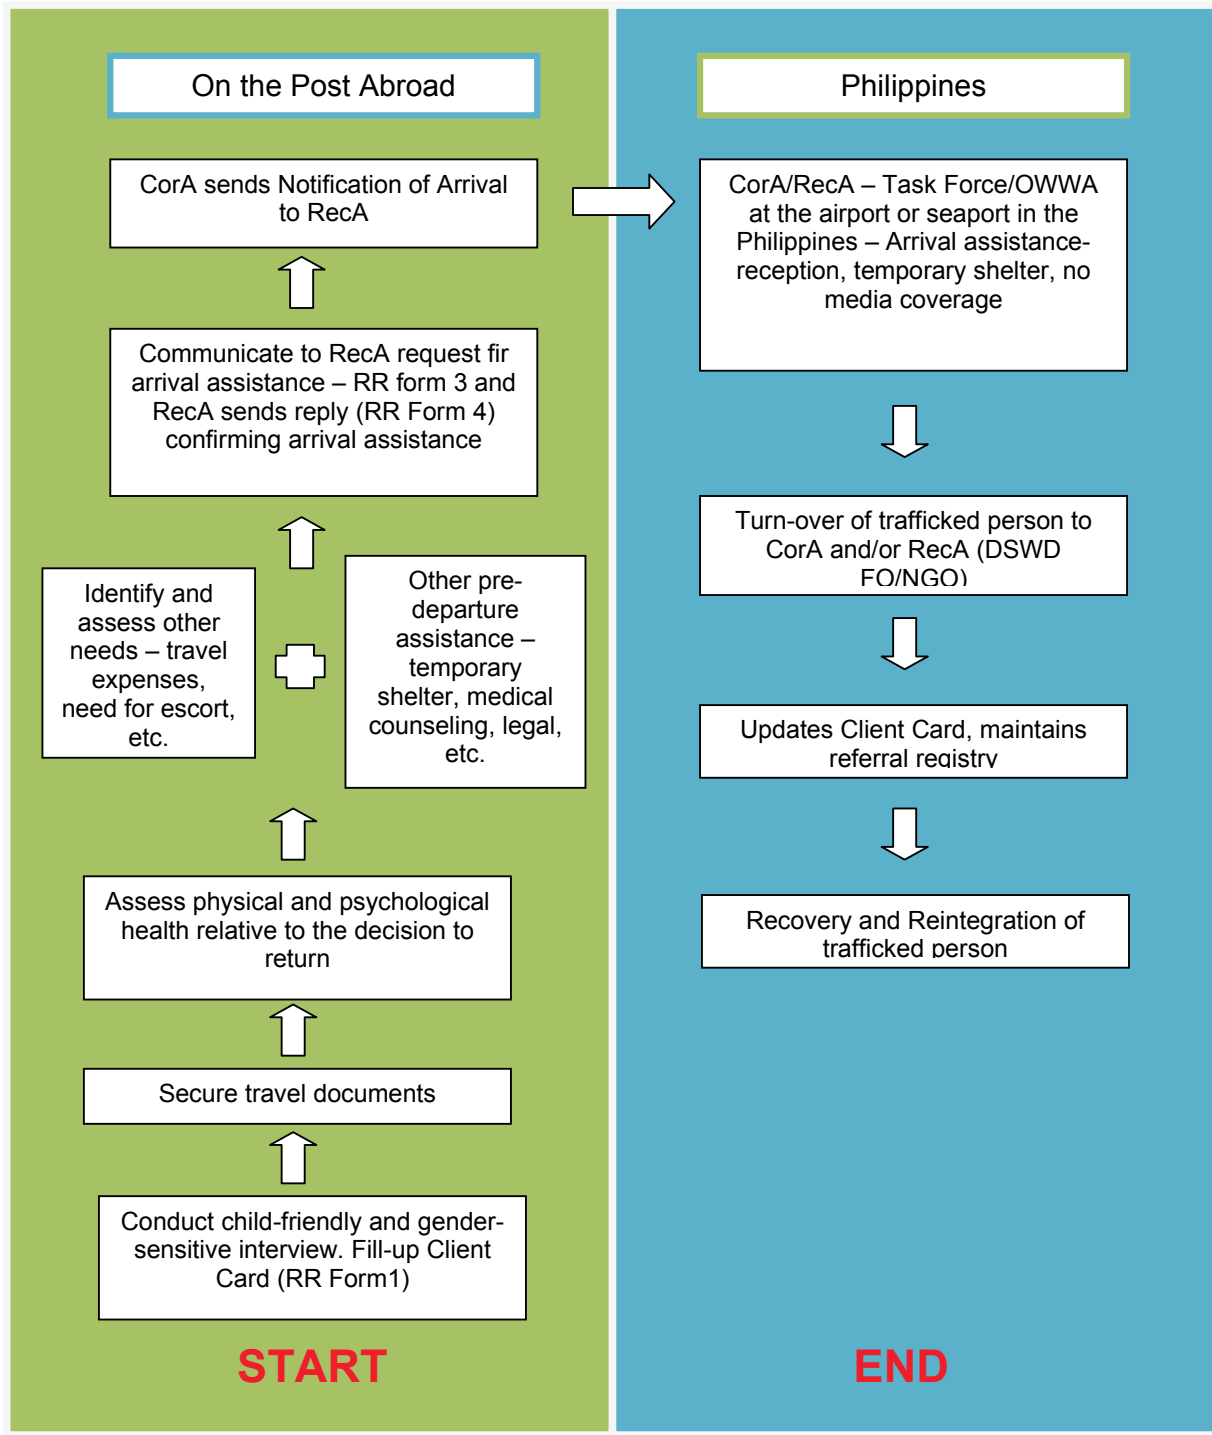 On the Post Abroad
CorA sends Notification of Arrival
to RecA
Communicate to RecA request fir
arrival assistance – RR form 3 and
RecA sends reply (RR Form 4)
confirming arrival assistance
Identify and
assess other
needs – travel
expenses,
need for escort,
etc.
Other pre-
departure
assistance –
temporary
shelter, medical
counseling, legal,
etc.
Assess physical and psychological
health relative to the decision to
return
Secure travel documents
Conduct child-friendly and gender-
sensitive interview. Fill-up Client
Card (RR Form1)
START
Philippines
CorA/RecA – Task Force/OWWA
at the airport or seaport in the
Philippines – Arrival assistance-
reception, temporary shelter, no
media coverage
Turn-over of trafficked person to
CorA and/or RecA (DSWD
FO/NGO)
Updates Client Card, maintains
referral registry
Recovery and Reintegration of
trafficked person
END